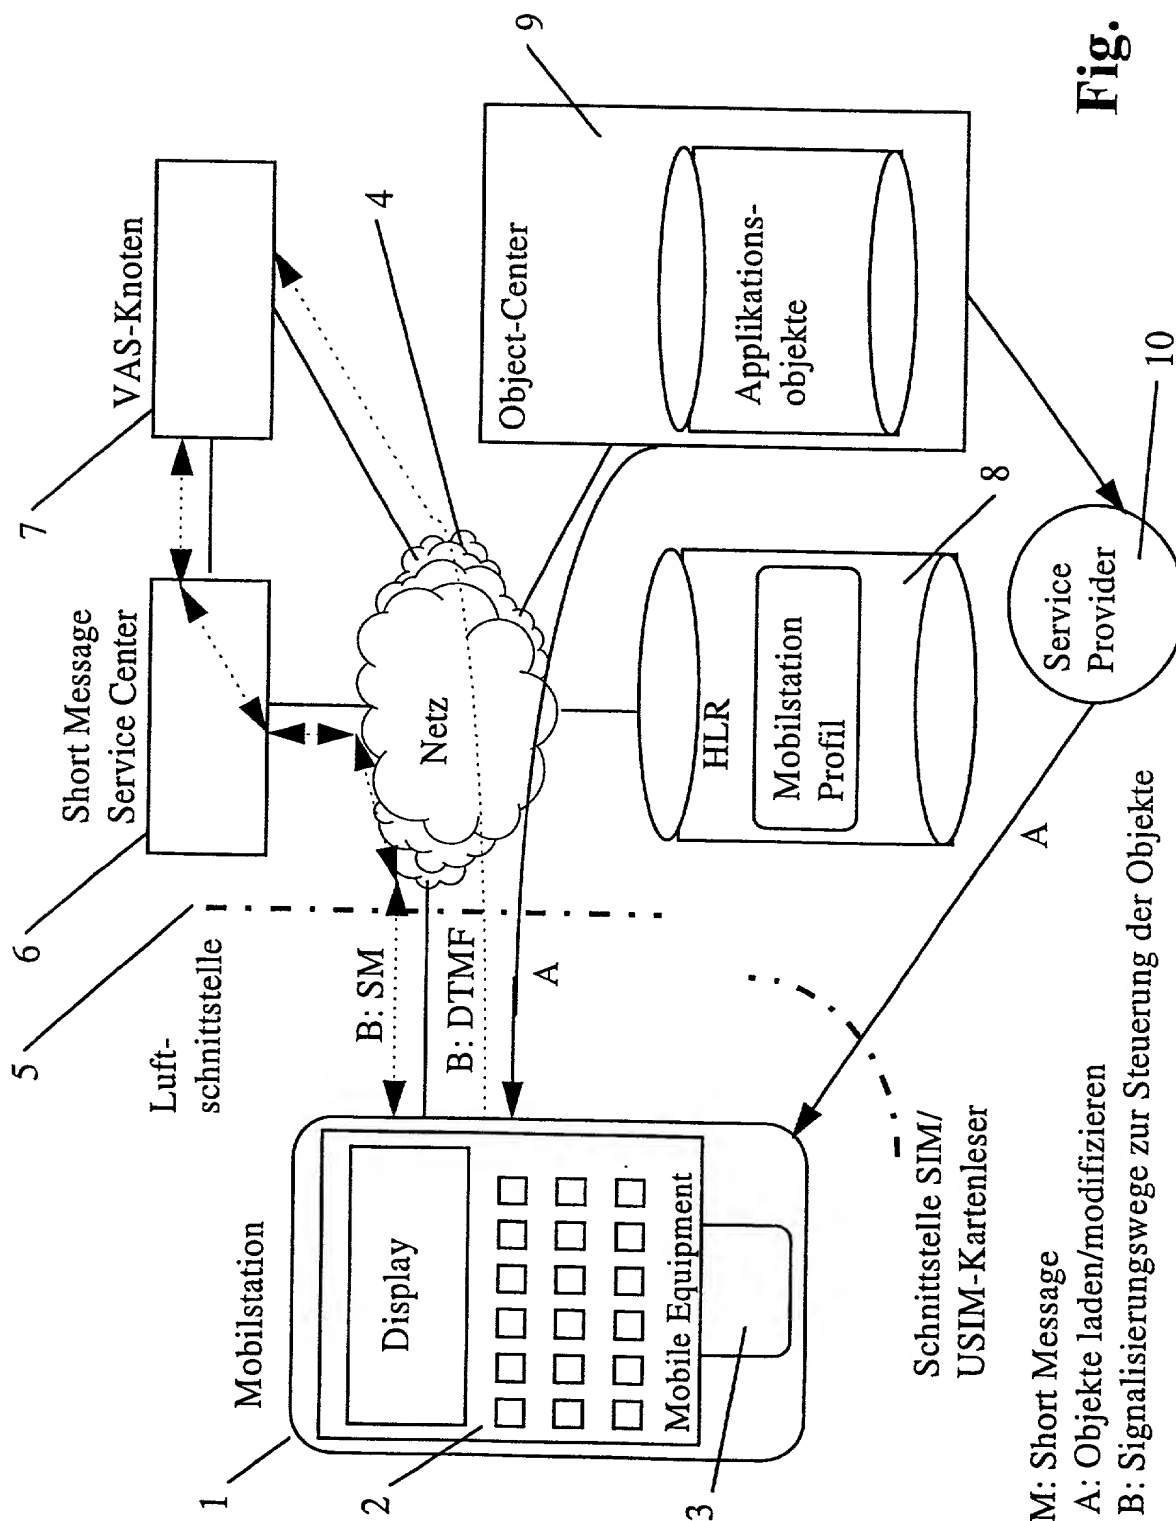 1
Mobilstation
2
Display
Mobile Equipment
3
5
Luft-
schnittstelle
B: SM
B: DTMF
A
Schnittstelle SIM/
USIM-Kartenleser
6
Short Message
Service Center
7
VAS-Knoten
Netz
4
HLR
Mobilstation
Profil
8
9
Object-Center
Applikations-
objekte
Service
Provider
10
A
M: Short Message
A: Objekte laden/modifizieren
B: Signalisierungswege zur Steuerung der Objekte
Fig.